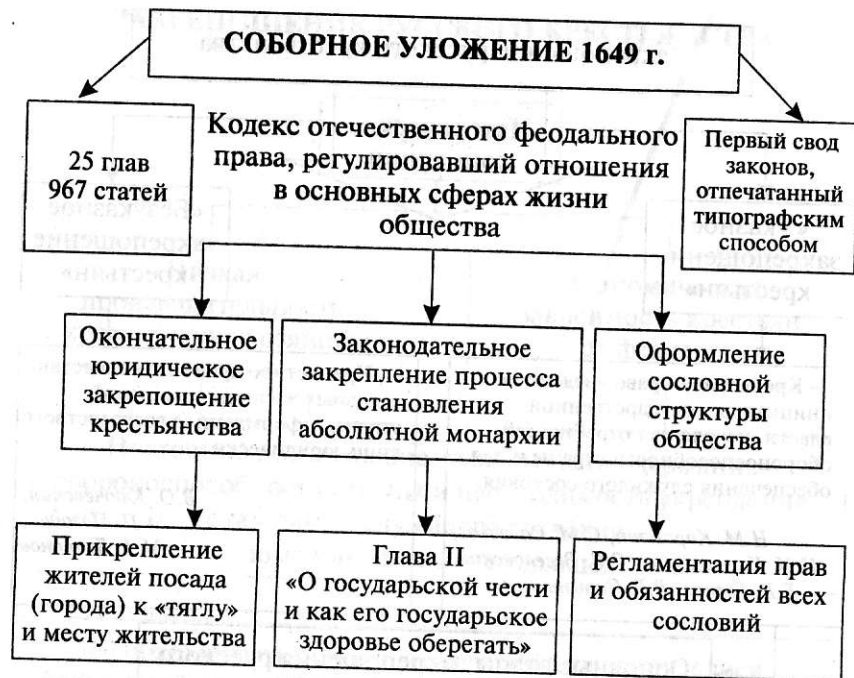 СОБОРНОЕ УЛОЖЕНИЕ 1649 г.
25 глав
967 статей
Кодекс отечественного феодального
права, регулировавший отношения
в основных сферах жизни
общества
Первый свод
законов,
отпечатанный
типографским
способом
Окончательное
юридическое
закрепощение
крестьянства
Законодательное
закрепление процесса
становления
абсолютной монархии
Оформление
сословной
структуры
общества
Прикрепление
жителей посада
(города) к «тяглу»
и месту жительства
Глава II
«О государьской чести
и как его государьское
здоровье оберегать»
Регламентация прав
и обязанностей всех
сословий